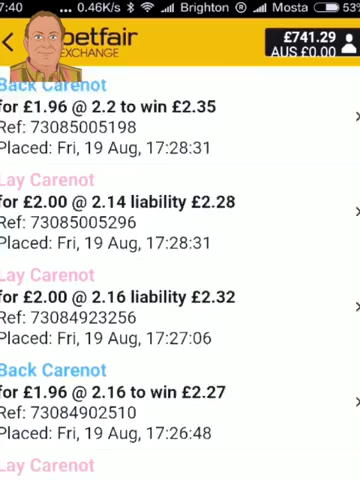 7:40 ... 0.46K/s Brighton Mosta 53
betfair
EXCHANGE
£741.29
AUS £0.00
Back Carenot
for £1.96 @ 2.2 to win £2.35
Ref: 73085005198
Placed: Fri, 19 Aug, 17:28:31
Lay Carenot
for £2.00 @ 2.14 liability £2.28
Ref: 73085005296
Placed: Fri, 19 Aug, 17:28:31
Lay Carenot
for £2.00 @ 2.16 liability £2.32
Ref: 73084923256
Placed: Fri, 19 Aug, 17:27:06
Back Carenot
for £1.96 @ 2.16 to win £2.27
Ref: 73084902510
Placed: Fri, 19 Aug, 17:26:48
Lay Carenot